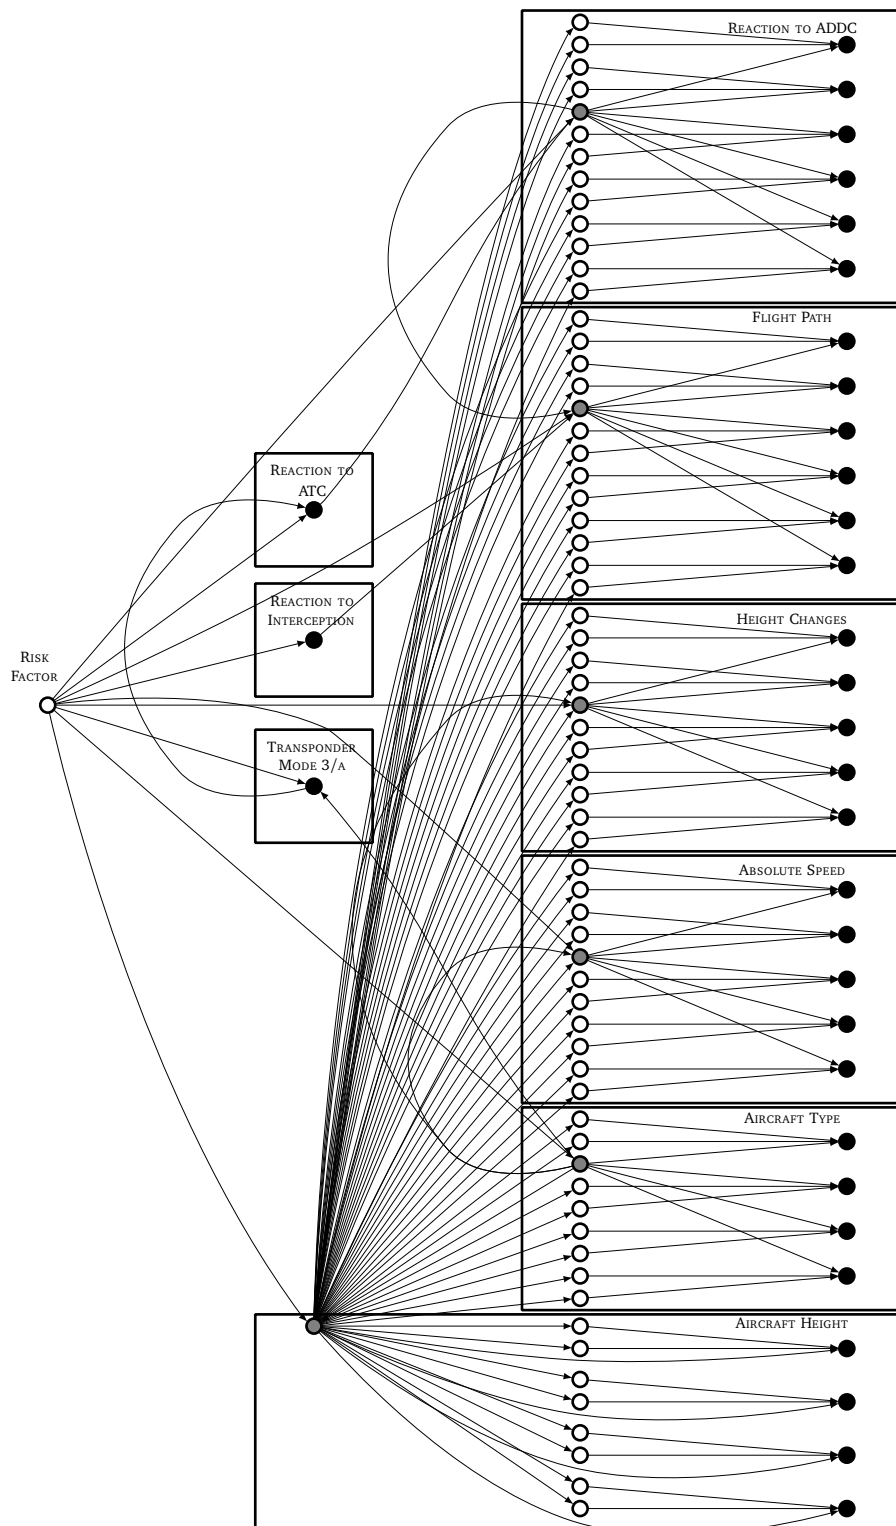 REACTION TO ADDC
FLIGHT PATH
REACTION TO
ATC
REACTION TO
INTERCEPTION
HEIGHT CHANGES
RISK
FACTOR
TRANSPONDER
MODE 3/A
ABSOLUTE SPEED
AIRCRAFT TYPE
AIRCRAFT HEIGHT